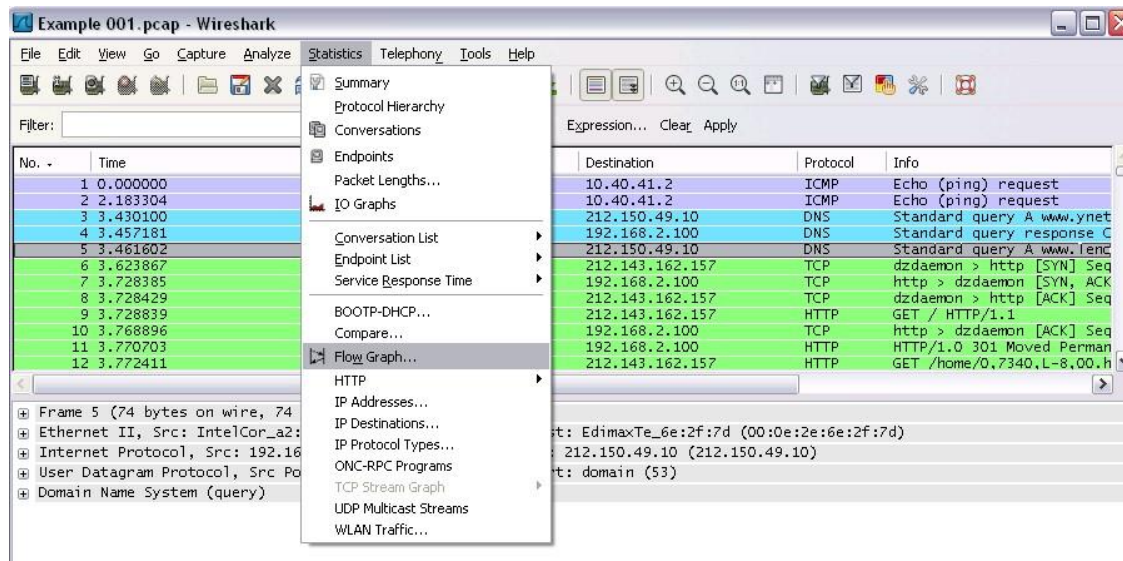 Example 001.pcap - Wireshark
File Edit View Go Capture Analyze Statistics Telephony Tools Help
Filter: Expression... Clear Apply
Summary
Protocol Hierarchy
Conversations
Endpoints
Packet Lengths...
IO Graphs
Conversation List
Endpoint List
Service Response Time
BOOTP-DHCP...
Compare...
Flow Graph...
HTTP
IP Addresses...
IP Destinations...
IP Protocol Types...
ONC-RPC Programs
TCP Stream Graph
UDP Multicast Streams
WLAN Traffic...
No. Time Destination Protocol Info
1 0.000000 10.40.41.2 ICMP Echo (ping) request
2 2.183304 10.40.41.2 ICMP Echo (ping) request
3 3.430100 212.150.49.10 DNS Standard query A www.ynet
4 3.457181 192.168.2.100 DNS Standard query response C
5 3.461602 212.150.49.10 DNS Standard query A
6 3.623867 212.143.162.157 TCP dzdaemon > http [SYN] Seq
7 3.728385 192.168.2.100 TCP http > dzdaemon [SYN, ACK
8 3.728429 212.143.162.157 TCP dzdaemon > http [ACK] Seq
9 3.728839 212.143.162.157 HTTP GET / HTTP/1.1
10 3.768896 192.168.2.100 TCP http > dzdaemon [ACK] Seq
11 3.770703 192.168.2.100 HTTP HTTP/1.0 301 Moved Perman
12 3.772411 212.143.162.157 HTTP GET /home/0,7340,L-8,00.h
Frame 5 (74 bytes on wire, 74
Ethernet II, Src: IntelCor_a2: st: EdimaxTe_6e:2f:7d (00:0e:2e:6e:2f:7d)
Internet Protocol, Src: 192.16 : 212.150.49.10 (212.150.49.10)
User Datagram Protocol, Src Po t: domain (53)
Domain Name System (query)